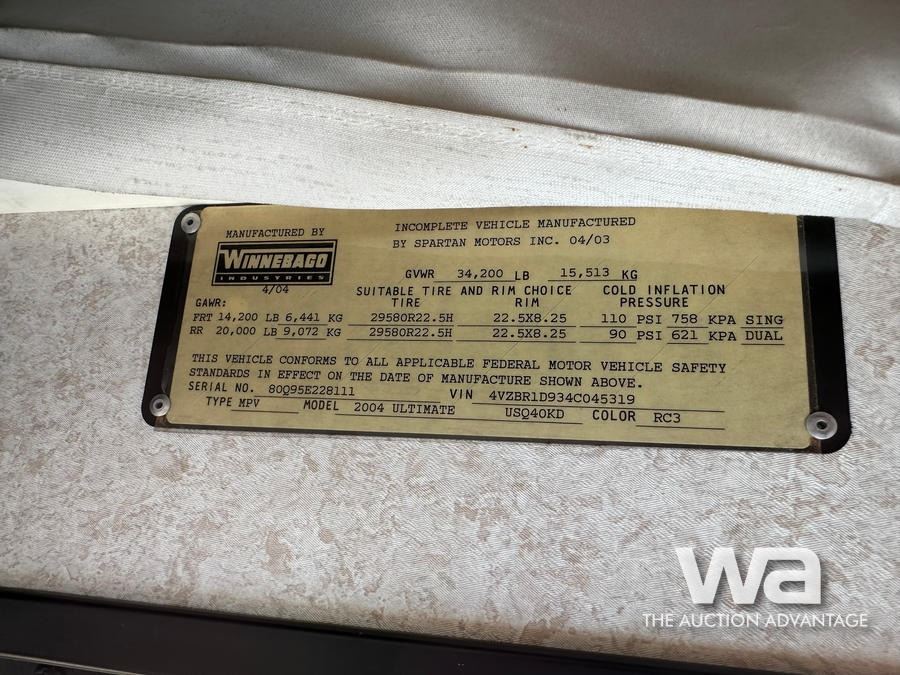 MANUFACTURED BY
WINNEBAGO
INDUSTRIES
4/04
INCOMPLETE VEHICLE MANUFACTURED
BY SPARTAN MOTORS INC. 04/03
GVWR 34,200 LB 15,513 KG
SUITABLE TIRE AND RIM CHOICE COLD INFLATION
GAWR: TIRE RIM PRESSURE
FRT 14,200 LB 6,441 KG 29580R22.5H 22.5X8.25 110 PSI 758 KPA SING
RR 20,000 LB 9,072 KG 29580R22.5H 22.5X8.25 90 PSI 621 KPA DUAL
THIS VEHICLE CONFORMS TO ALL APPLICABLE FEDERAL MOTOR VEHICLE SAFETY
STANDARDS IN EFFECT ON THE DATE OF MANUFACTURE SHOWN ABOVE.
SERIAL NO. 80Q95E228111 VIN 4VZBR1D934C045319
TYPE MPV MODEL 2004 ULTIMATE USQ40KD COLOR RC3
wa
THE AUCTION ADVANTAGE